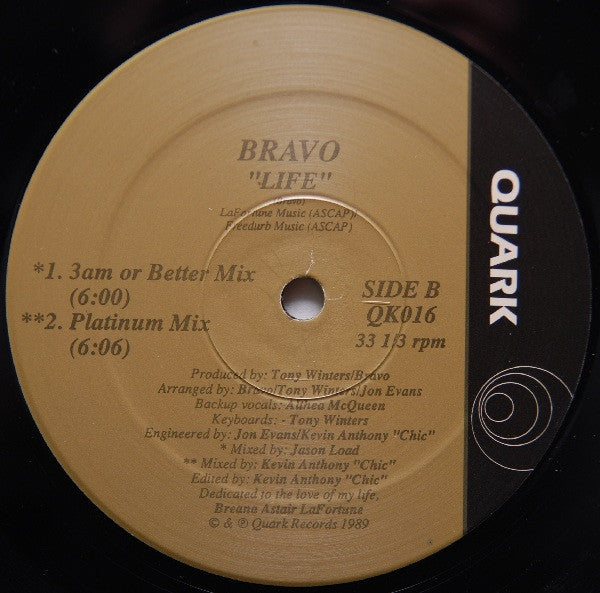 BRAVO
"LIFE"
(Bravo)
LaFortune Music (ASCAP)/
Freedurb Music (ASCAP)
*1. 3am or Better Mix
(6:00)
**2. Platinum Mix
(6:06)
SIDE B
QK016
33 1/3 rpm
Produced by: Tony Winters/Bravo
Arranged by: Bravo/Tony Winters/Jon Evans
Backup vocals: Althea McQueen
Keyboards: - Tony Winters
Engineered by: Jon Evans/Kevin Anthony "Chic"
* Mixed by: Jason Load
** Mixed by: Kevin Anthony "Chic"
Edited by: Kevin Anthony "Chic"
Dedicated to the love of my life,
Breana Astair LaFortune
© & ℗ Quark Records 1989
QUARK